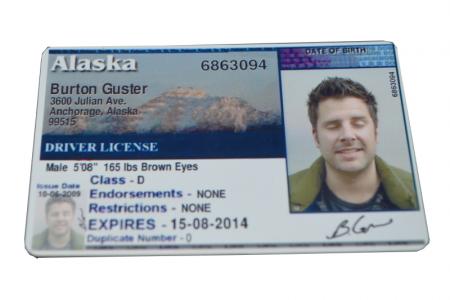 DATE OF BIRTH
Alaska
6863094
Burton Guster
3600 Julian Ave.
Anchorage, Alaska
99515
6863094
DRIVER LICENSE
Male 5'08" 165 lbs Brown Eyes
Class - D
Issue Date
10-06-2009
Endorsements - NONE
Restrictions - NONE
EXPIRES - 15-08-2014
Duplicate Number - 0